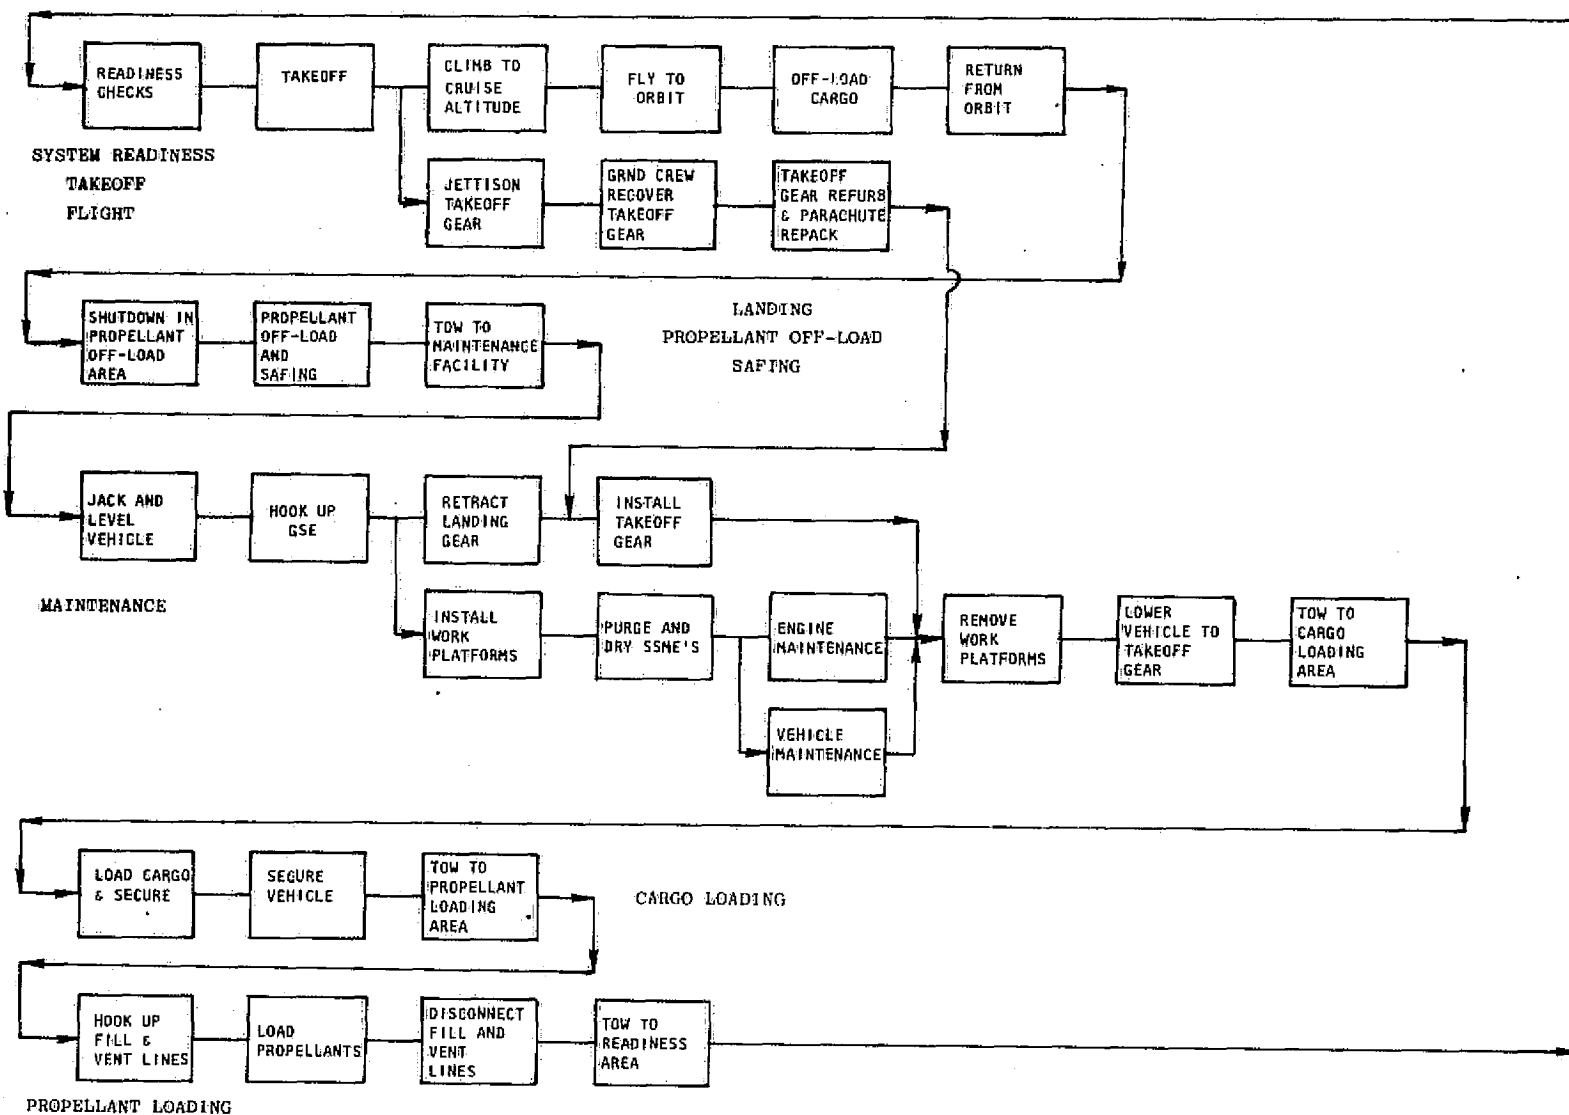 READINESS
CHECKS
TAKEOFF
CLIMB TO
CRUISE
ALTITUDE
FLY TO
ORBIT
OFF-LOAD
CARGO
RETURN
FROM
ORBIT
SYSTEM READINESS
TAKEOFF
FLIGHT
JETTISON
TAKEOFF
GEAR
GRND CREW
RECOVER
TAKEOFF
GEAR
TAKEOFF
GEAR REFURB
& PARACHUTE
REPACK
SHUTDOWN IN
PROPELLANT
OFF-LOAD
AREA
PROPELLANT
OFF-LOAD
AND
SAFING
TOW TO
MAINTENANCE
FACILITY
LANDING
PROPELLANT OFF-LOAD
SAFING
JACK AND
LEVEL
VEHICLE
HOOK UP
GSE
RETRACT
LANDING
GEAR
INSTALL
TAKEOFF
GEAR
MAINTENANCE
INSTALL
WORK
PLATFORMS
PURGE AND
DRY SSME'S
ENGINE
MAINTENANCE
REMOVE
WORK
PLATFORMS
LOWER
VEHICLE TO
TAKEOFF
GEAR
TOW TO
CARGO
LOADING
AREA
VEHICLE
MAINTENANCE
LOAD CARGO
& SECURE
SECURE
VEHICLE
TOW TO
PROPELLANT
LOADING
AREA
CARGO LOADING
HOOK UP
FILL &
VENT LINES
LOAD
PROPELLANTS
DISCONNECT
FILL AND
VENT
LINES
TOW TO
READINESS
AREA
PROPELLANT LOADING